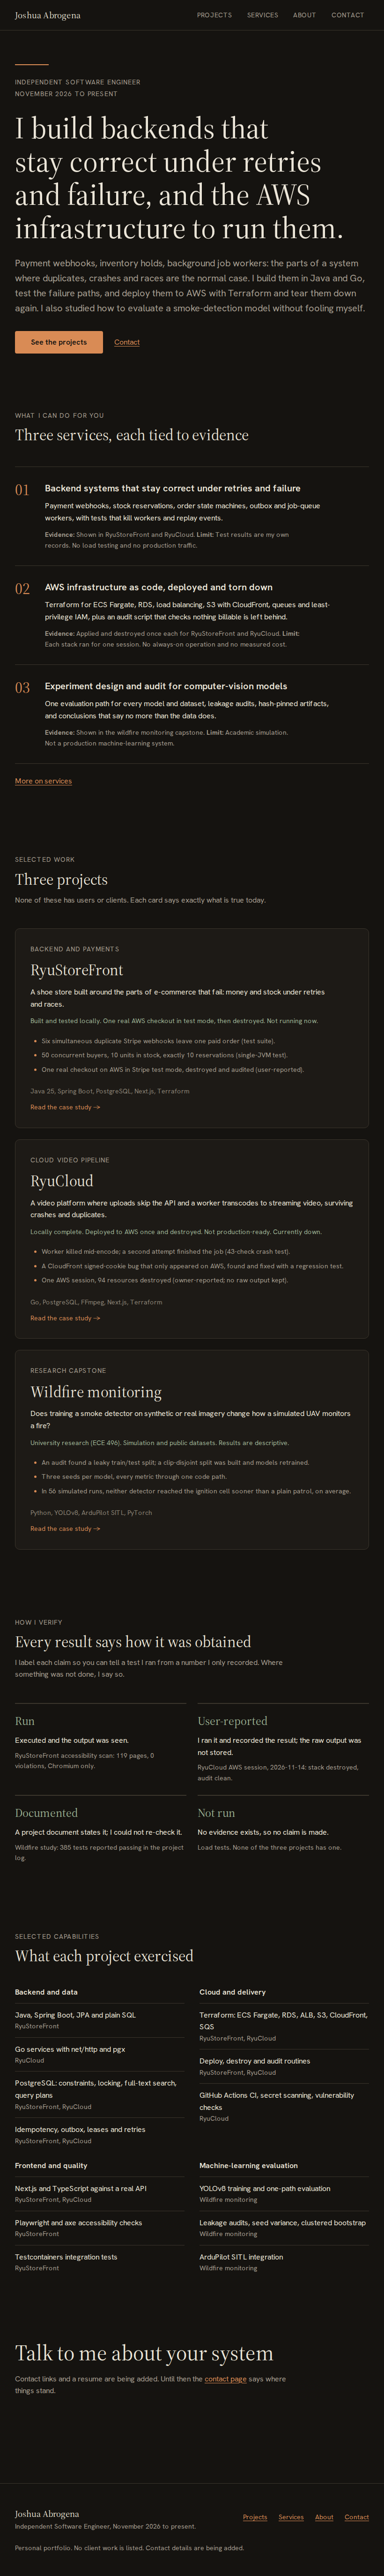 Joshua Abrogena
PROJECTS SERVICES ABOUT CONTACT
INDEPENDENT SOFTWARE ENGINEER
NOVEMBER 2026 TO PRESENT
I build backends that
stay correct under retries
and failure, and the AWS
infrastructure to run them.
Payment webhooks, inventory holds, background job workers: the parts of a system
where duplicates, crashes and races are the normal case. I build them in Java and Go,
test the failure paths, and deploy them to AWS with Terraform and tear them down
again. I also studied how to evaluate a smoke-detection model without fooling myself.
See the projects
Contact
WHAT I CAN DO FOR YOU
Three services, each tied to evidence
01
Backend systems that stay correct under retries and failure
Payment webhooks, stock reservations, order state machines, outbox and job-queue
workers, with tests that kill workers and replay events.
Evidence: Shown in RyuStoreFront and RyuCloud. Limit: Test results are my own
records. No load testing and no production traffic.
02
AWS infrastructure as code, deployed and torn down
Terraform for ECS Fargate, RDS, load balancing, S3 with CloudFront, queues and least-
privilege IAM, plus an audit script that checks nothing billable is left behind.
Evidence: Applied and destroyed once each for RyuStoreFront and RyuCloud. Limit:
Each stack ran for one session. No always-on operation and no measured cost.
03
Experiment design and audit for computer-vision models
One evaluation path for every model and dataset, leakage audits, hash-pinned artifacts,
and conclusions that say no more than the data does.
Evidence: Shown in the wildfire monitoring capstone. Limit: Academic simulation.
Not a production machine-learning system.
More on services
SELECTED WORK
Three projects
None of these has users or clients. Each card says exactly what is true today.
BACKEND AND PAYMENTS
RyuStoreFront
A shoe store built around the parts of e-commerce that fail: money and stock under retries
and races.
Built and tested locally. One real AWS checkout in test mode, then destroyed. Not running now.
• Six simultaneous duplicate Stripe webhooks leave one paid order (test suite).
• 50 concurrent buyers, 10 units in stock, exactly 10 reservations (single-JVM test).
• One real checkout on AWS in Stripe test mode, destroyed and audited (user-reported).
Java 25, Spring Boot, PostgreSQL, Next.js, Terraform
Read the case study ->
CLOUD VIDEO PIPELINE
RyuCloud
A video platform where uploads skip the API and a worker transcodes to streaming video, surviving
crashes and duplicates.
Locally complete. Deployed to AWS once and destroyed. Not production-ready. Currently down.
• Worker killed mid-encode; a second attempt finished the job (43-check crash test).
• A CloudFront signed-cookie bug that only appeared on AWS, found and fixed with a regression test.
• One AWS session, 94 resources destroyed (owner-reported; no raw output kept).
Go, PostgreSQL, FFmpeg, Next.js, Terraform
Read the case study ->
RESEARCH CAPSTONE
Wildfire monitoring
Does training a smoke detector on synthetic or real imagery change how a simulated UAV monitors
a fire?
University research (ECE 496). Simulation and public datasets. Results are descriptive.
• An audit found a leaky train/test split; a clip-disjoint split was built and models retrained.
• Three seeds per model, every metric through one code path.
• In 56 simulated runs, neither detector reached the ignition cell sooner than a plain patrol, on average.
Python, YOLOv8, ArduPilot SITL, PyTorch
Read the case study ->
HOW I VERIFY
Every result says how it was obtained
I label each claim so you can tell a test I ran from a number I only recorded. Where
something was not done, I say so.
Run
Executed and the output was seen.
RyuStoreFront accessibility scan: 119 pages, 0
violations, Chromium only.
User-reported
I ran it and recorded the result; the raw output was
not stored.
RyuCloud AWS session, 2026-11-14: stack destroyed,
audit clean.
Documented
A project document states it; I could not re-check it.
Wildfire study: 385 tests reported passing in the project
log.
Not run
No evidence exists, so no claim is made.
Load tests. None of the three projects has one.
SELECTED CAPABILITIES
What each project exercised
Backend and data
Java, Spring Boot, JPA and plain SQL
RyuStoreFront
Go services with net/http and pgx
RyuCloud
PostgreSQL: constraints, locking, full-text search,
query plans
RyuStoreFront, RyuCloud
Idempotency, outbox, leases and retries
RyuStoreFront, RyuCloud
Cloud and delivery
Terraform: ECS Fargate, RDS, ALB, S3, CloudFront,
SQS
RyuStoreFront, RyuCloud
Deploy, destroy and audit routines
RyuStoreFront, RyuCloud
GitHub Actions CI, secret scanning, vulnerability
checks
RyuCloud
Frontend and quality
Next.js and TypeScript against a real API
RyuStoreFront, RyuCloud
Playwright and axe accessibility checks
RyuStoreFront
Testcontainers integration tests
RyuStoreFront
Machine-learning evaluation
YOLOv8 training and one-path evaluation
Wildfire monitoring
Leakage audits, seed variance, clustered bootstrap
Wildfire monitoring
ArduPilot SITL integration
Wildfire monitoring
Talk to me about your system
Contact links and a resume are being added. Until then the contact page says where
things stand.
Joshua Abrogena
Independent Software Engineer, November 2026 to present.
Projects Services About Contact
Personal portfolio. No client work is listed. Contact details are being added.